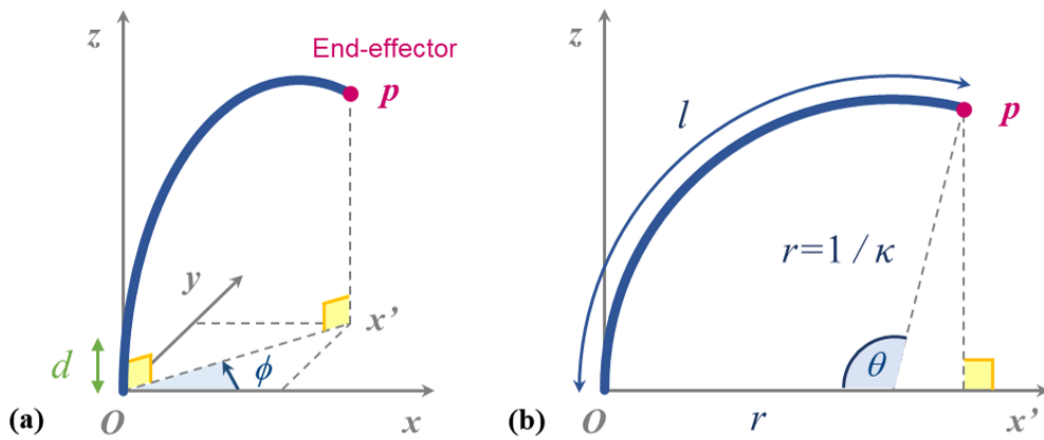 z
End-effector
p
y
x'
d
ϕ
(a)
O
x
z
l
p
r=1 / κ
θ
(b)
O
r
x'